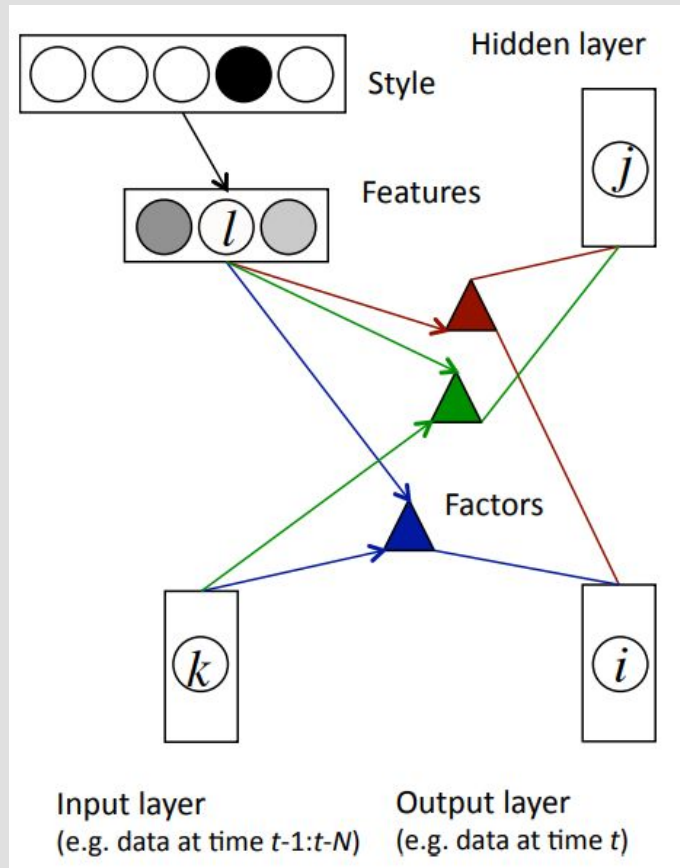 Hidden layer
Style
Features
j
l
Factors
k
i
Input layer
(e.g. data at time t-1:t-N)
Output layer
(e.g. data at time t)